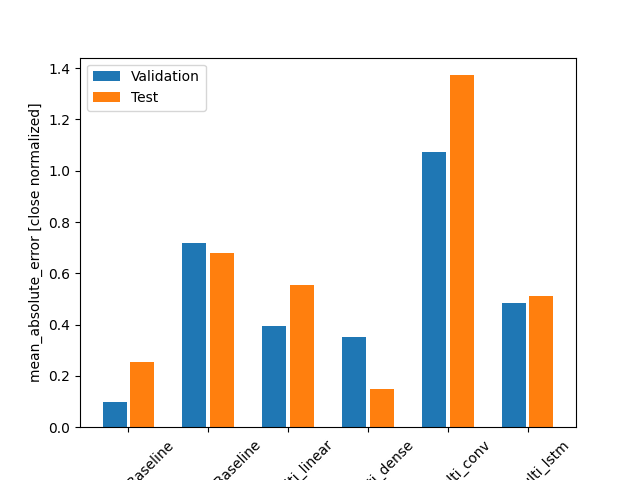 1.4
1.2
1.0
0.8
0.6
0.4
0.2
0.0
mean_absolute_error [close normalized]
Validation
Test
Baseline
Baseline
lti_linear
ti_dense
lti_conv
ulti_lstm